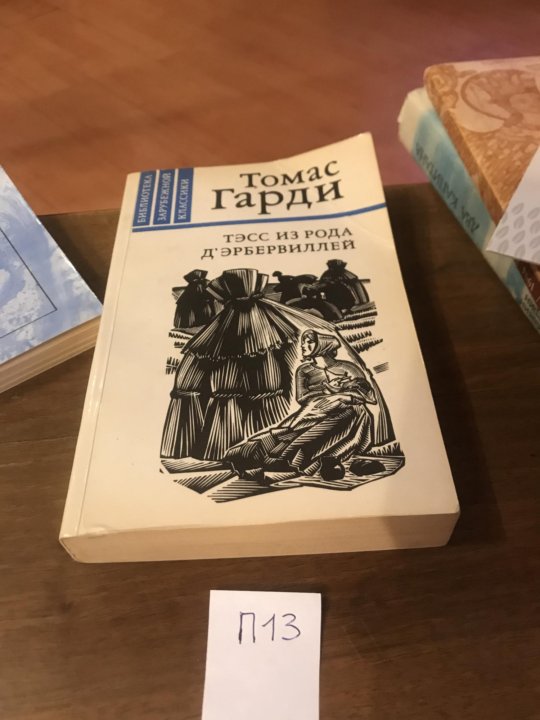 БИБЛИОТЕКА
ЗАРУБЕЖНОЙ
КЛАССИКИ
Томас
Гарди
ТЭСС ИЗ РОДА
Д'ЭРБЕРВИЛЛЕЙ
П13